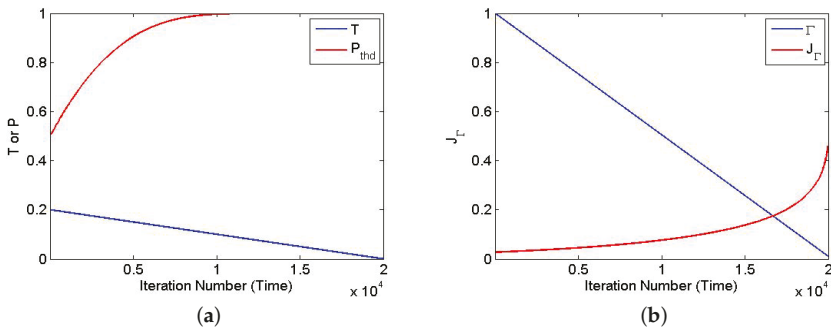 1
0.8
0.6
0.4
0.2
0
T or P
T
P_thd
0.5
1
1.5
2
x 10^4
Iteration Number (Time)
(a)
1
0.8
0.6
0.4
0.2
0
J_Γ
Γ
J_Γ
0.5
1
1.5
2
x 10^4
Iteration Number (Time)
(b)